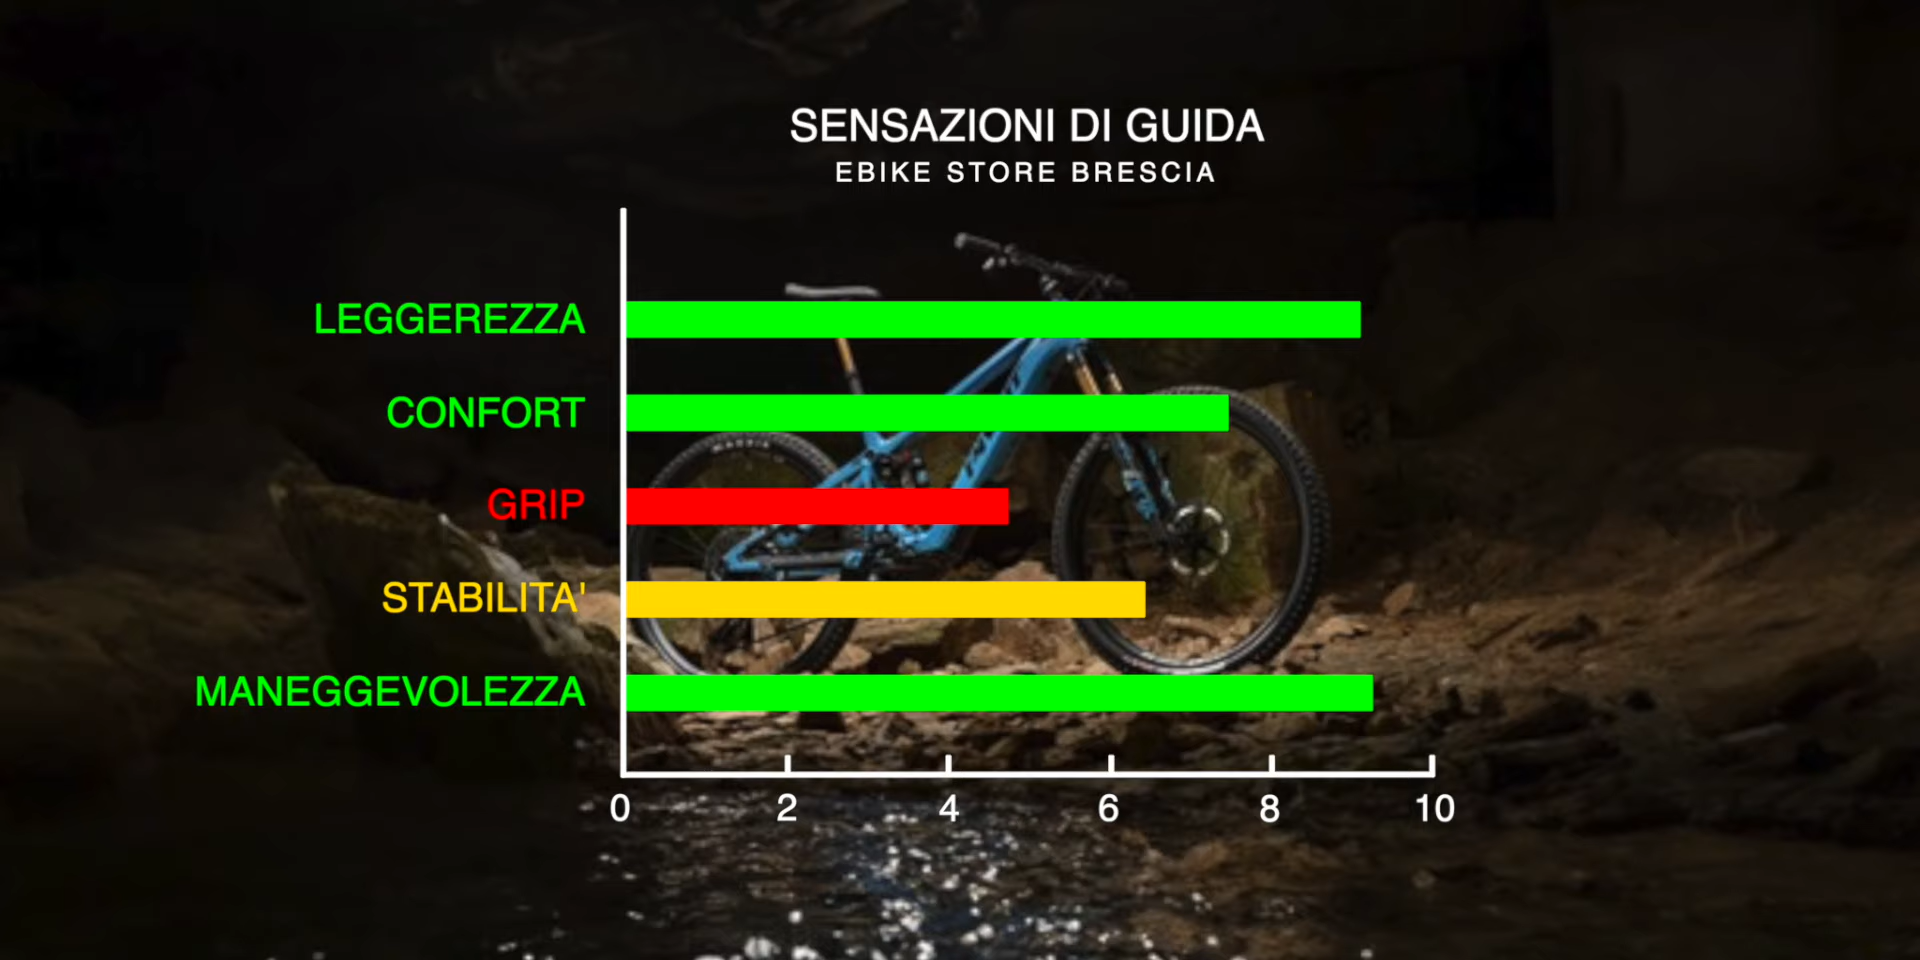 SENSAZIONI DI GUIDA
EBIKE STORE BRESCIA
LEGGEREZZA
CONFORT
GRIP
STABILITA'
MANEGGEVOLEZZA
0 2 4 6 8 10